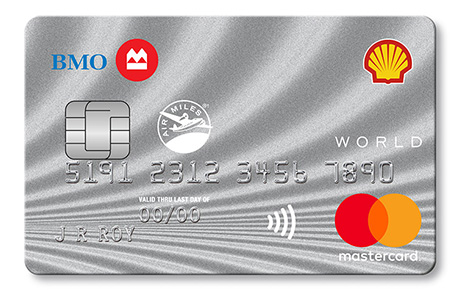 BMO
AIR MILES®
WORLD
5191 2312 3456 7890
VALID THRU LAST DAY OF
00/00
J R ROY
mastercard